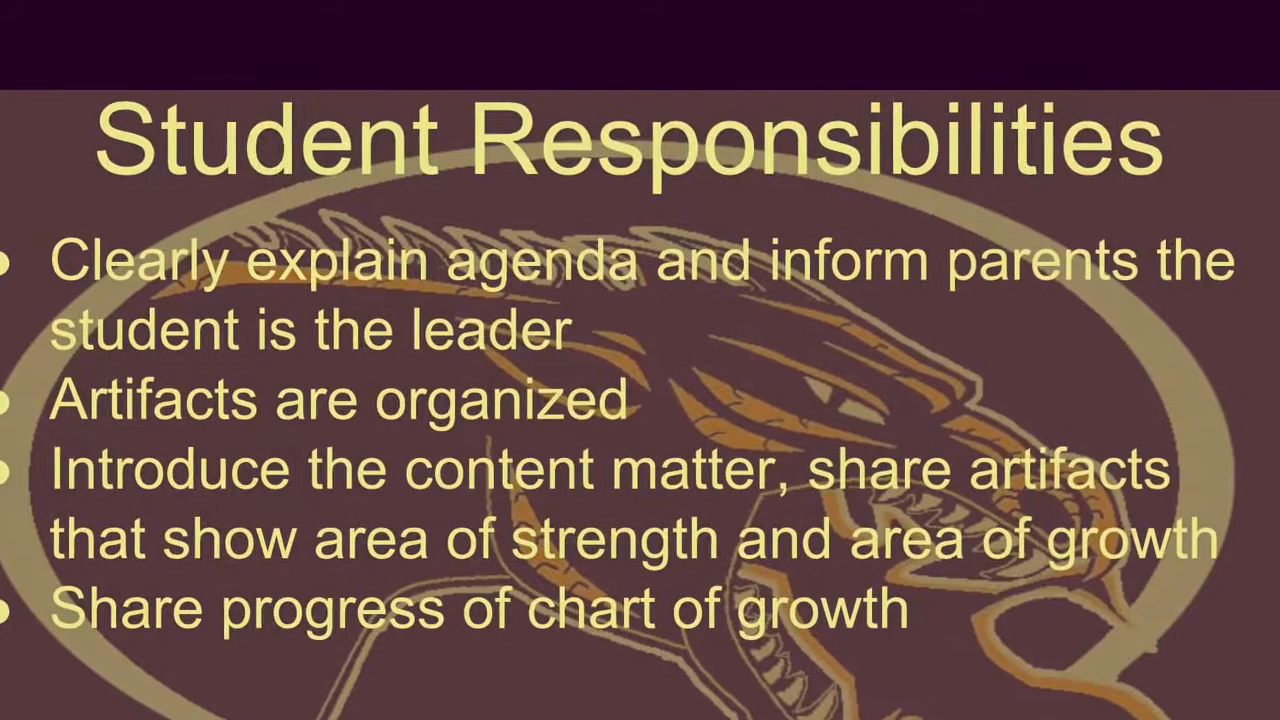 Student Responsibilities
• Clearly explain agenda and inform parents the
student is the leader
• Artifacts are organized
• Introduce the content matter, share artifacts
that show area of strength and area of growth
• Share progress of chart of growth